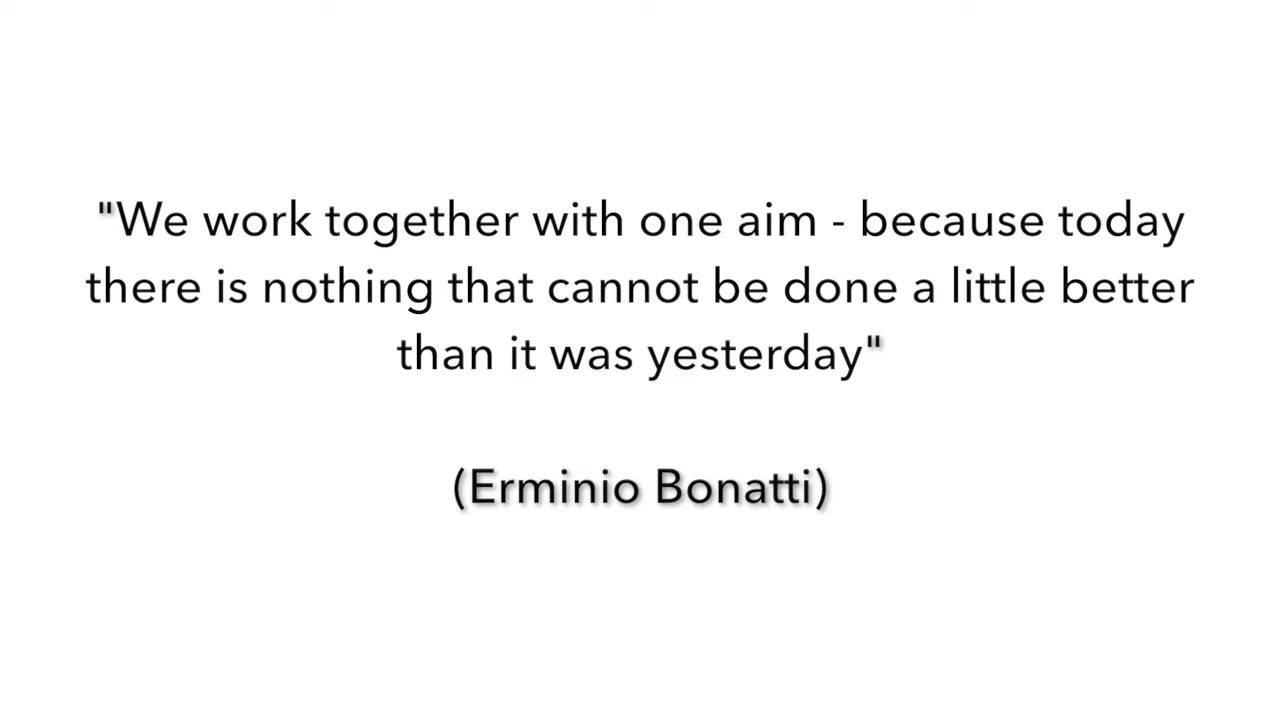 "We work together with one aim - because today
there is nothing that cannot be done a little better
than it was yesterday"
(Erminio Bonatti)